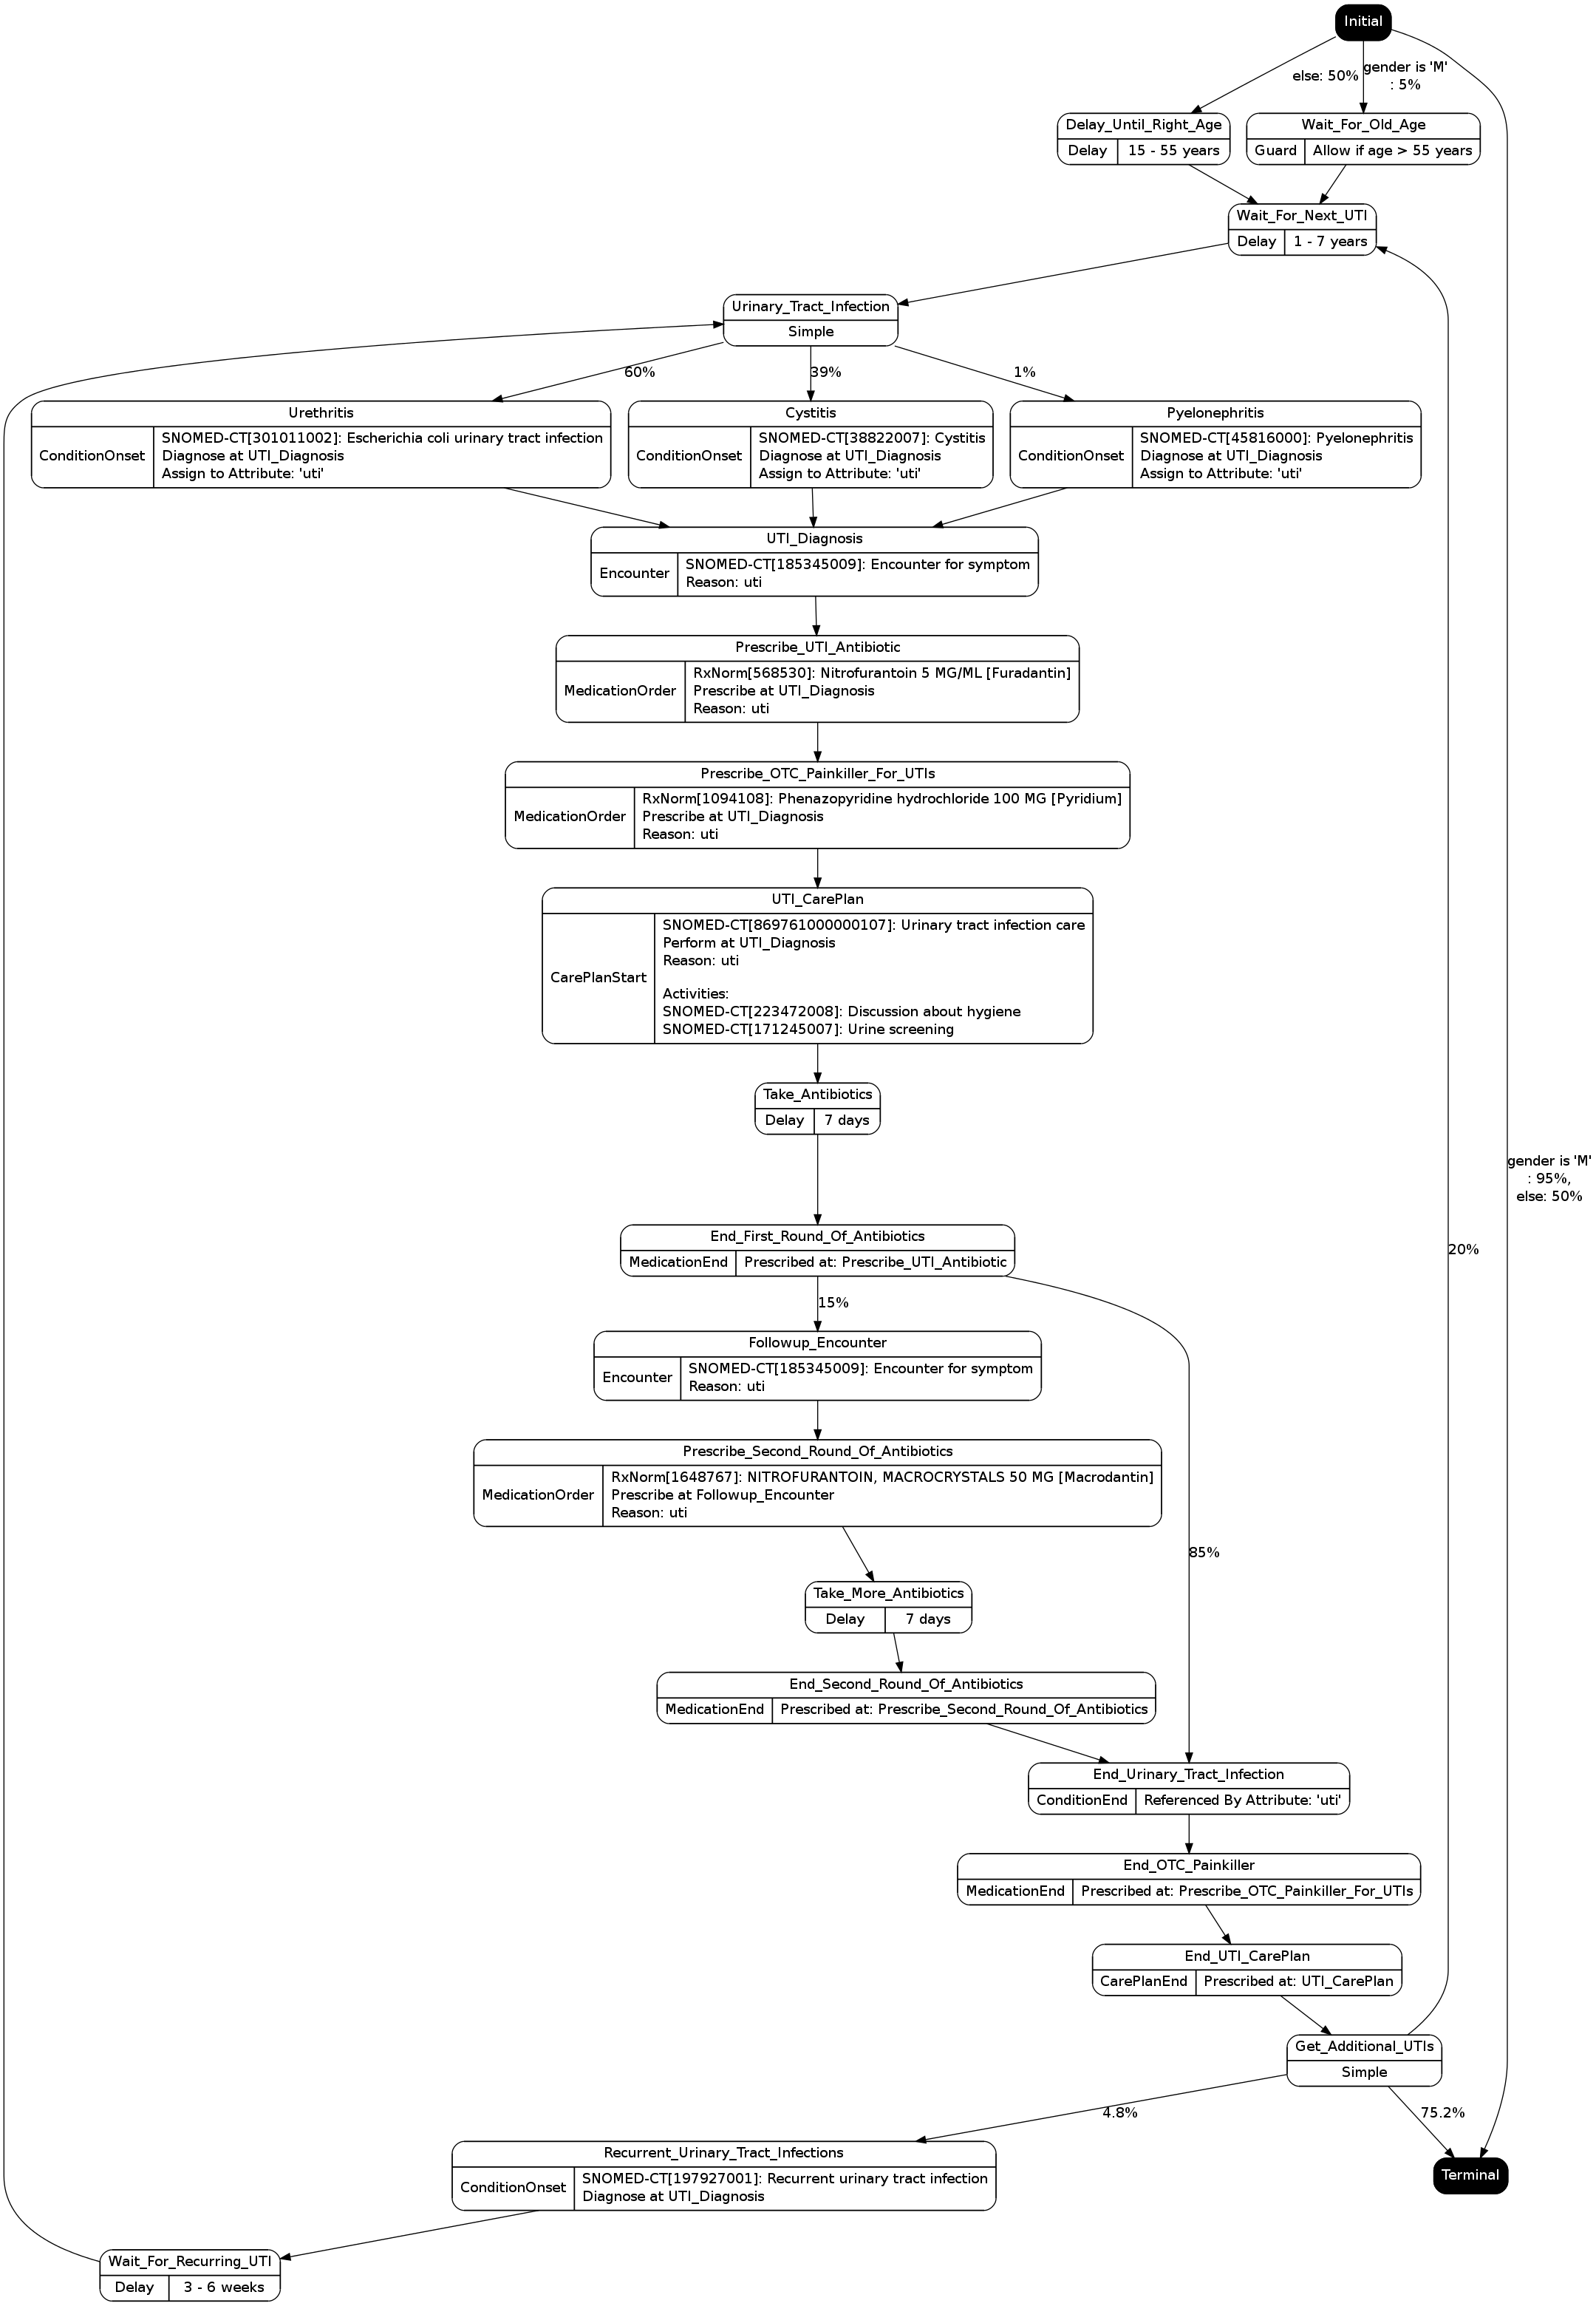 Initial
else: 50%
gender is 'M'
: 5%
Delay_Until_Right_Age
Delay
15 - 55 years
Wait_For_Old_Age
Guard
Allow if age > 55 years
Wait_For_Next_UTI
Delay
1 - 7 years
Urinary_Tract_Infection
Simple
60%
39%
1%
Urethritis
ConditionOnset
SNOMED-CT[301011002]: Escherichia coli urinary tract infection
Diagnose at UTI_Diagnosis
Assign to Attribute: 'uti'
Cystitis
ConditionOnset
SNOMED-CT[38822007]: Cystitis
Diagnose at UTI_Diagnosis
Assign to Attribute: 'uti'
Pyelonephritis
ConditionOnset
SNOMED-CT[45816000]: Pyelonephritis
Diagnose at UTI_Diagnosis
Assign to Attribute: 'uti'
UTI_Diagnosis
Encounter
SNOMED-CT[185345009]: Encounter for symptom
Reason: uti
Prescribe_UTI_Antibiotic
MedicationOrder
RxNorm[568530]: Nitrofurantoin 5 MG/ML [Furadantin]
Prescribe at UTI_Diagnosis
Reason: uti
Prescribe_OTC_Painkiller_For_UTIs
MedicationOrder
RxNorm[1094108]: Phenazopyridine hydrochloride 100 MG [Pyridium]
Prescribe at UTI_Diagnosis
Reason: uti
UTI_CarePlan
CarePlanStart
SNOMED-CT[869761000000107]: Urinary tract infection care
Perform at UTI_Diagnosis
Reason: uti
Activities:
SNOMED-CT[223472008]: Discussion about hygiene
SNOMED-CT[171245007]: Urine screening
Take_Antibiotics
Delay
7 days
gender is 'M'
: 95%,
else: 50%
20%
End_First_Round_Of_Antibiotics
MedicationEnd
Prescribed at: Prescribe_UTI_Antibiotic
15%
Followup_Encounter
Encounter
SNOMED-CT[185345009]: Encounter for symptom
Reason: uti
Prescribe_Second_Round_Of_Antibiotics
MedicationOrder
RxNorm[1648767]: NITROFURANTOIN, MACROCRYSTALS 50 MG [Macrodantin]
Prescribe at Followup_Encounter
Reason: uti
85%
Take_More_Antibiotics
Delay
7 days
End_Second_Round_Of_Antibiotics
MedicationEnd
Prescribed at: Prescribe_Second_Round_Of_Antibiotics
End_Urinary_Tract_Infection
ConditionEnd
Referenced By Attribute: 'uti'
End_OTC_Painkiller
MedicationEnd
Prescribed at: Prescribe_OTC_Painkiller_For_UTIs
End_UTI_CarePlan
CarePlanEnd
Prescribed at: UTI_CarePlan
Get_Additional_UTIs
Simple
4.8%
75.2%
Recurrent_Urinary_Tract_Infections
ConditionOnset
SNOMED-CT[197927001]: Recurrent urinary tract infection
Diagnose at UTI_Diagnosis
Terminal
Wait_For_Recurring_UTI
Delay
3 - 6 weeks